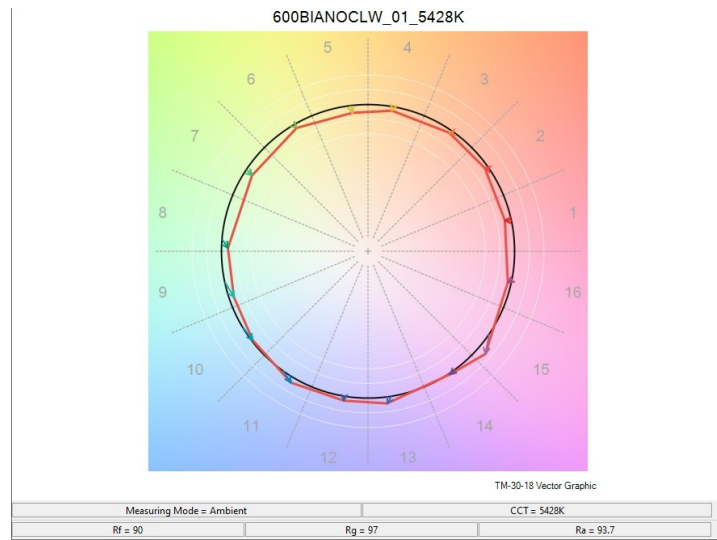 600BIANOCLW_01_5428K
5 4
6 3
7 2
8 1
9 16
10 15
11 14
12 13
TM-30-18 Vector Graphic
Measuring Mode = Ambient CCT = 5428K
Rf = 90 Rg = 97 Ra = 93.7